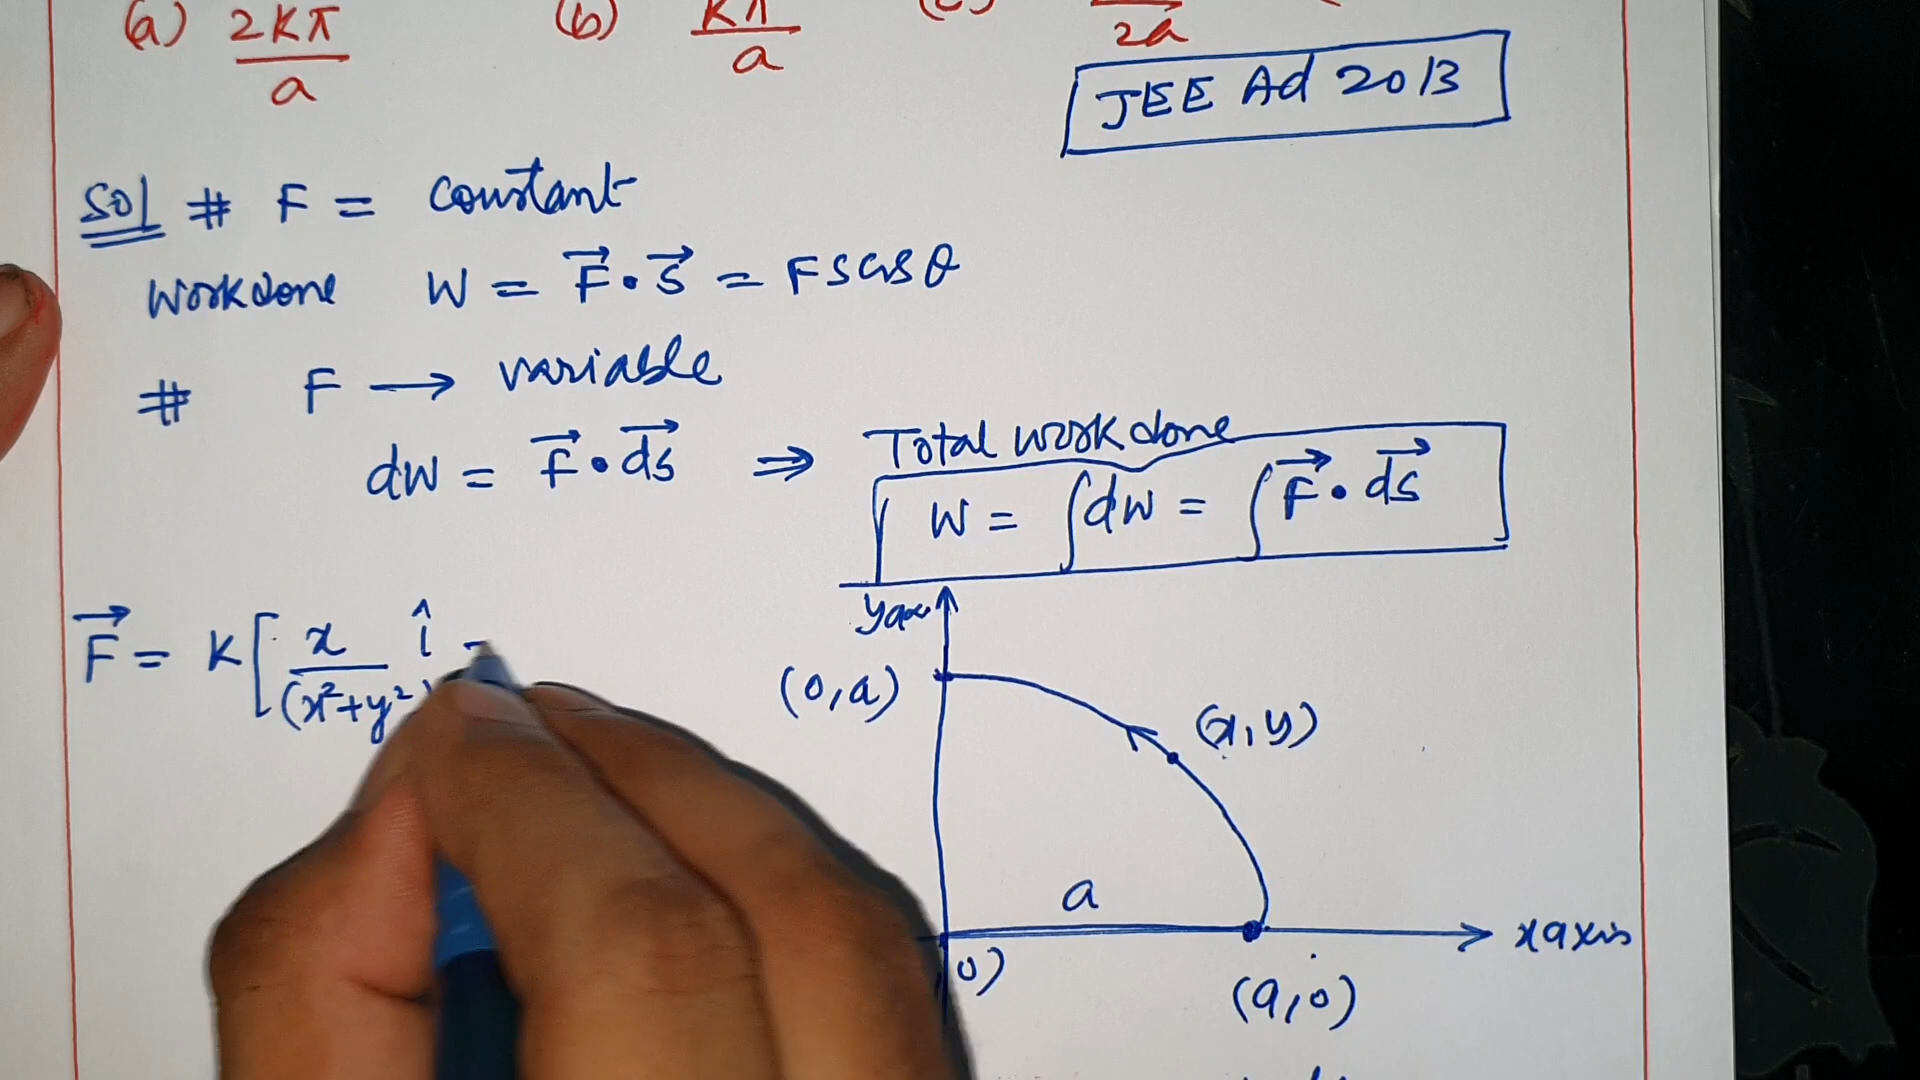 (a) 2Kπ/a (b) Kπ/a 2a
JEE Ad 2013
Sol # F = constant
Workdone W = F⃗ • S⃗ = FS cos θ
# F → variable
dW = F⃗ • ds⃗ ⇒ Total work done
W = ∫dW = ∫F⃗ • ds⃗
F⃗ = K[x/(x²+y²) î
(0,a)
(x,y)
a
x axis
(a,0)